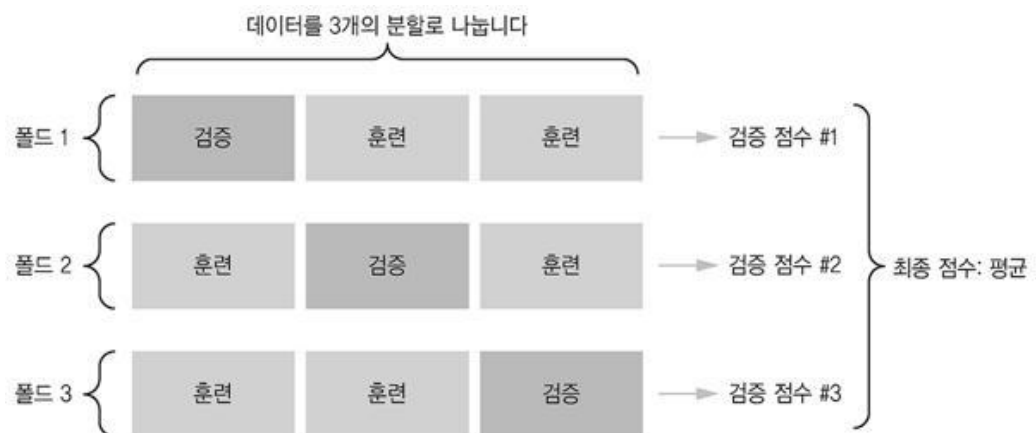 데이터를 3개의 분할로 나눕니다
폴드 1 검증 훈련 훈련 검증 점수 #1
폴드 2 훈련 검증 훈련 검증 점수 #2
최종 점수: 평균
폴드 3 훈련 훈련 검증 검증 점수 #3